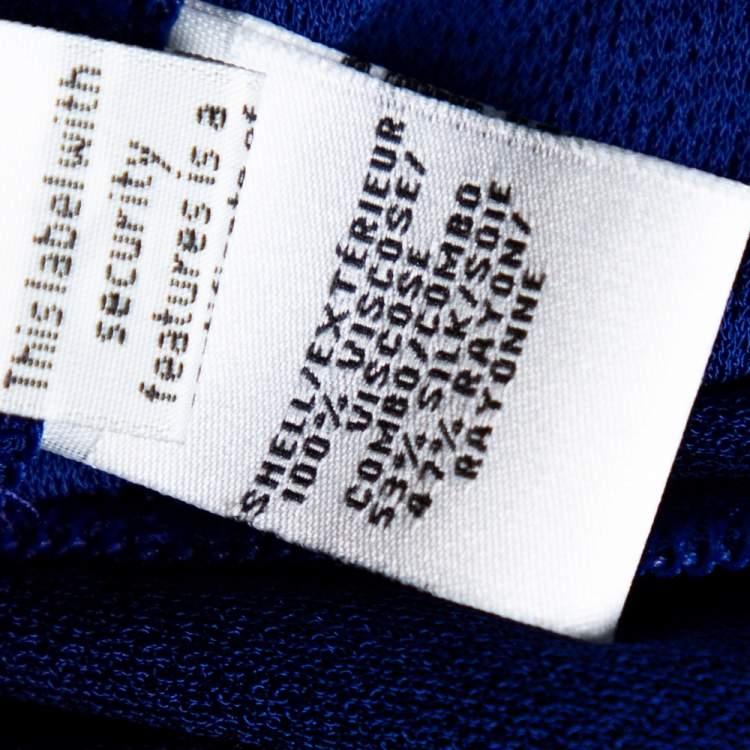 This label with
security
features is a
SHELL/EXTÉRIEUR
100% VISCOSE/
VISCOSE
COMBO/COMBO
53% SILK/SOIE
47% RAYON/
RAYONNE